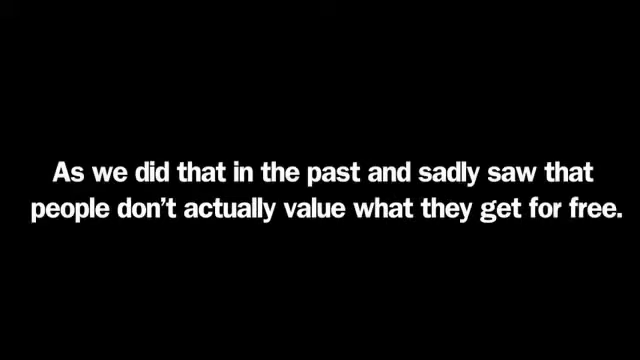 As we did that in the past and sadly saw that
people don't actually value what they get for free.